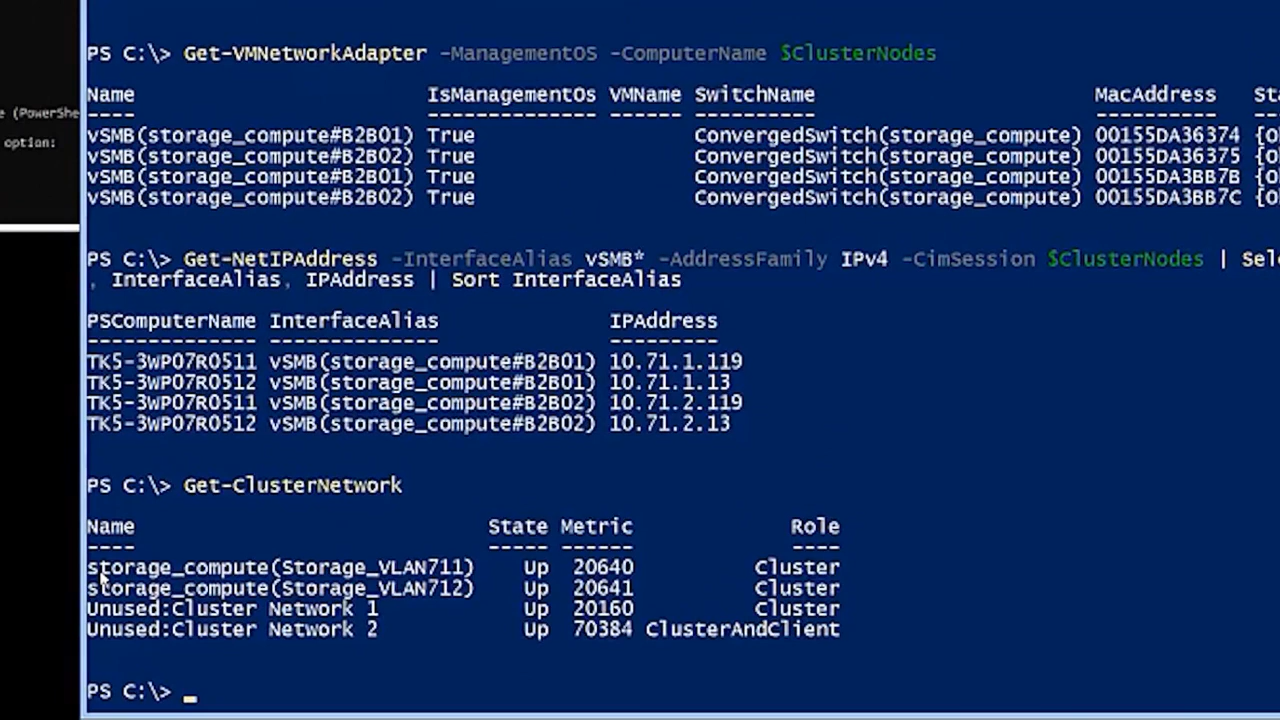 e (PowerShe
option:
PS C:\> Get-VMNetworkAdapter -ManagementOS -ComputerName $ClusterNodes
Name IsManagementOs VMName SwitchName MacAddress Sta
---- -------------- ------ ---------- ----------
vSMB(storage_compute#B2B01) True ConvergedSwitch(storage_compute) 00155DA36374 {O
vSMB(storage_compute#B2B02) True ConvergedSwitch(storage_compute) 00155DA36375 {O
vSMB(storage_compute#B2B01) True ConvergedSwitch(storage_compute) 00155DA3BB7B {O
vSMB(storage_compute#B2B02) True ConvergedSwitch(storage_compute) 00155DA3BB7C {O
PS C:\> Get-NetIPAddress -InterfaceAlias vSMB* -AddressFamily IPv4 -CimSession $ClusterNodes | Sele
, InterfaceAlias, IPAddress | Sort InterfaceAlias
PSComputerName InterfaceAlias IPAddress
-------------- -------------- ---------
TK5-3WP07R0511 vSMB(storage_compute#B2B01) 10.71.1.119
TK5-3WP07R0512 vSMB(storage_compute#B2B01) 10.71.1.13
TK5-3WP07R0511 vSMB(storage_compute#B2B02) 10.71.2.119
TK5-3WP07R0512 vSMB(storage_compute#B2B02) 10.71.2.13
PS C:\> Get-ClusterNetwork
Name State Metric Role
---- ----- ------ ----
storage_compute(Storage_VLAN711) Up 20640 Cluster
storage_compute(Storage_VLAN712) Up 20641 Cluster
Unused:Cluster Network 1 Up 20160 Cluster
Unused:Cluster Network 2 Up 70384 ClusterAndClient
PS C:\> _